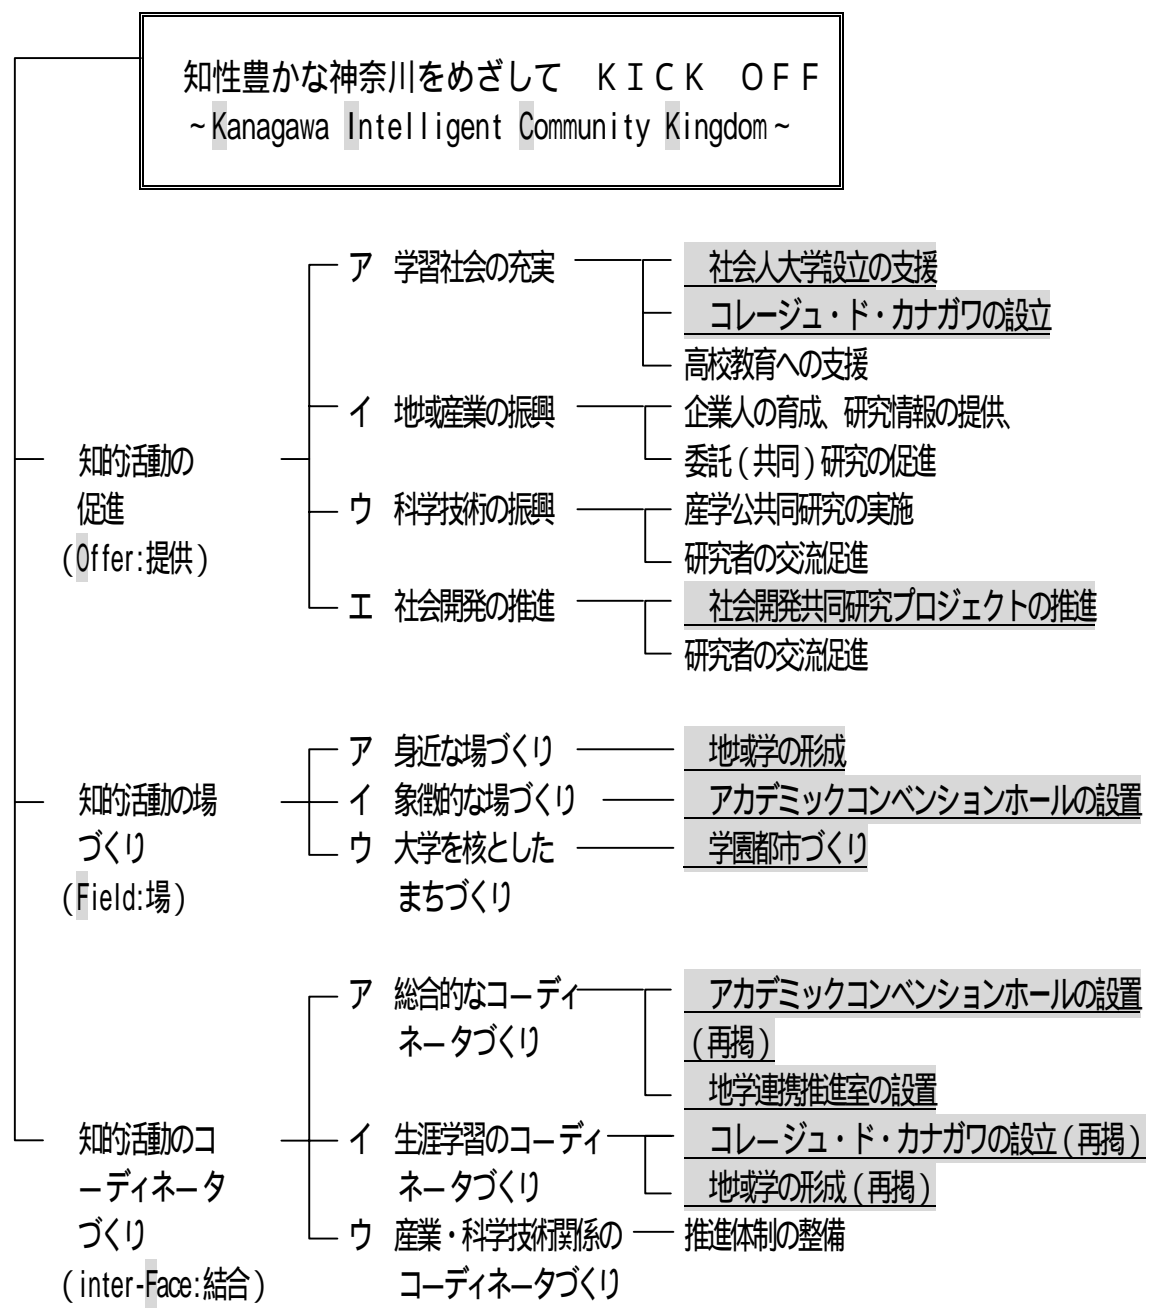 知性豊かな神奈川をめざして　ＫＩＣＫ　ＯＦＦ
~Kanagawa Intelligent Community Kingdom~
知的活動の
促進
(Offer:提供)
ア 学習社会の充実
社会人大学設立の支援
コレージュ・ド・カナガワの設立
高校教育への支援
イ 地域産業の振興
企業人の育成、研究情報の提供、
委託(共同)研究の促進
ウ 科学技術の振興
産学公共同研究の実施
研究者の交流促進
エ 社会開発の推進
社会開発共同研究プロジェクトの推進
研究者の交流促進
知的活動の場
づくり
(Field:場)
ア 身近な場づくり
地域学の形成
イ 象徴的な場づくり
アカデミックコンベンションホールの設置
ウ 大学を核とした
まちづくり
学園都市づくり
知的活動のコ
ーディネータ
づくり
(inter-Face:結合)
ア 総合的なコーディ
ネータづくり
アカデミックコンベンションホールの設置
(再掲)
地学連携推進室の設置
イ 生涯学習のコーディ
ネータづくり
コレージュ・ド・カナガワの設立(再掲)
地域学の形成(再掲)
ウ 産業・科学技術関係の
コーディネータづくり
推進体制の整備